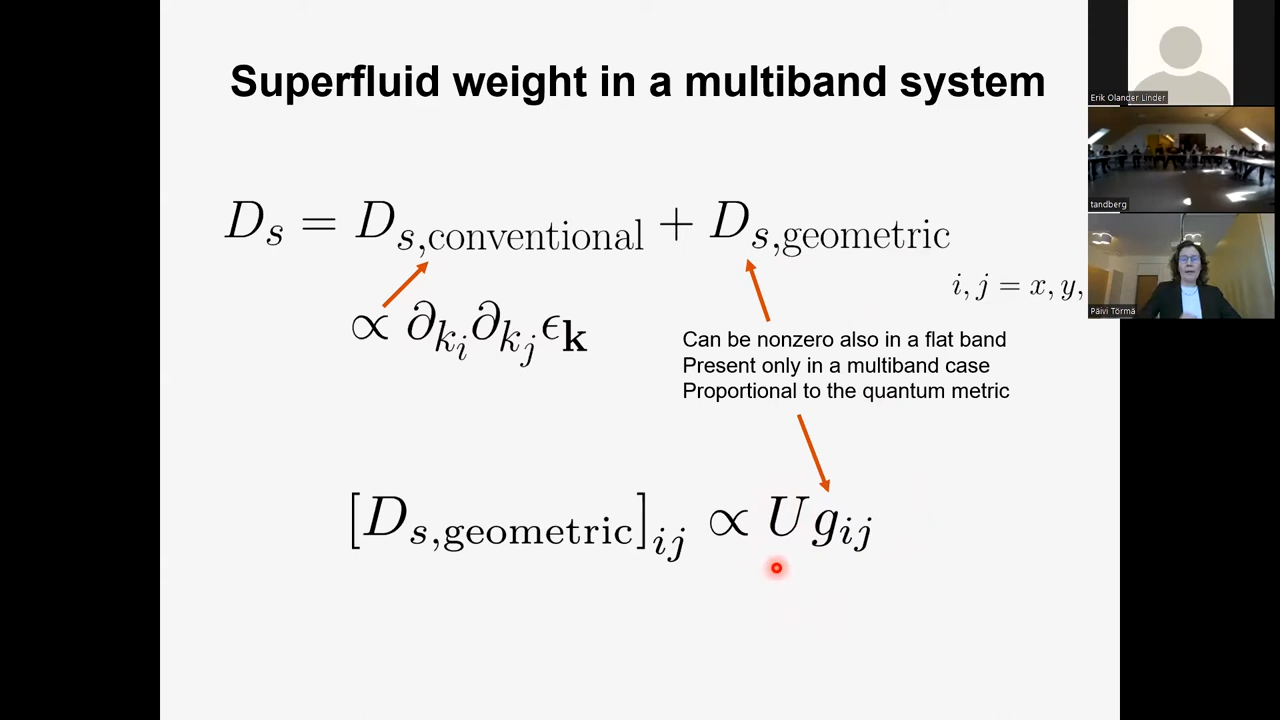 Superfluid weight in a multiband system
Erik Olander Linder
tandberg
Päivi Törmä
D_s = D_{s,conventional} + D_{s,geometric}
i, j = x, y,
∝ ∂_{k_i} ∂_{k_j} ϵ_𝐤
Can be nonzero also in a flat band
Present only in a multiband case
Proportional to the quantum metric
[D_{s,geometric}]_{ij} ∝ U g_{ij}